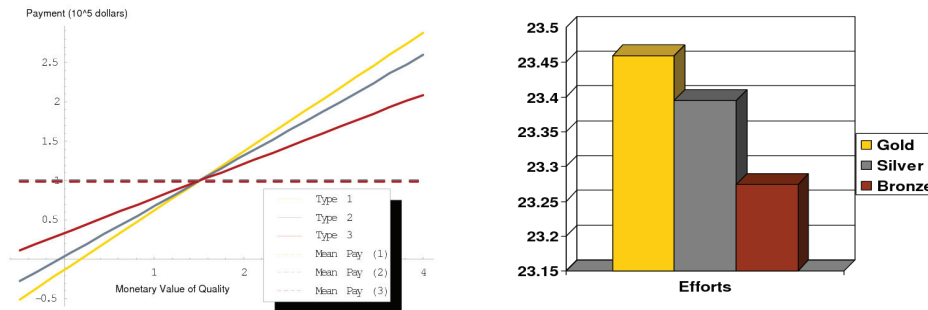 Payment (10^5 dollars)
2.5
2
1.5
1
0.5
-0.5
1
2
4
Monetary Value of Quality
Type 1
Type 2
Type 3
Mean Pay (1)
Mean Pay (2)
Mean Pay (3)
23.5
23.45
23.4
23.35
23.3
23.25
23.2
23.15
Efforts
Gold
Silver
Bronze